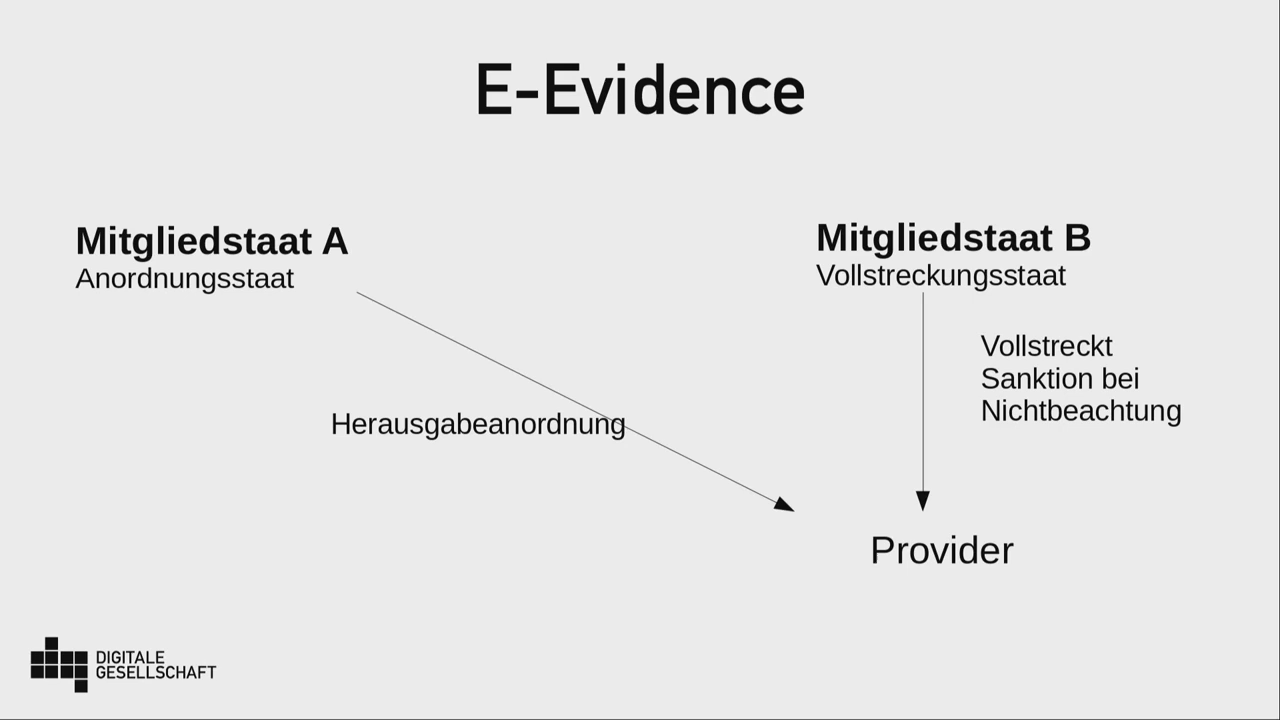 E-Evidence
Mitgliedstaat A
Anordnungsstaat
Mitgliedstaat B
Vollstreckungsstaat
Vollstreckt
Sanktion bei
Nichtbeachtung
Herausgabeanordnung
Provider
DIGITALE
GESELLSCHAFT